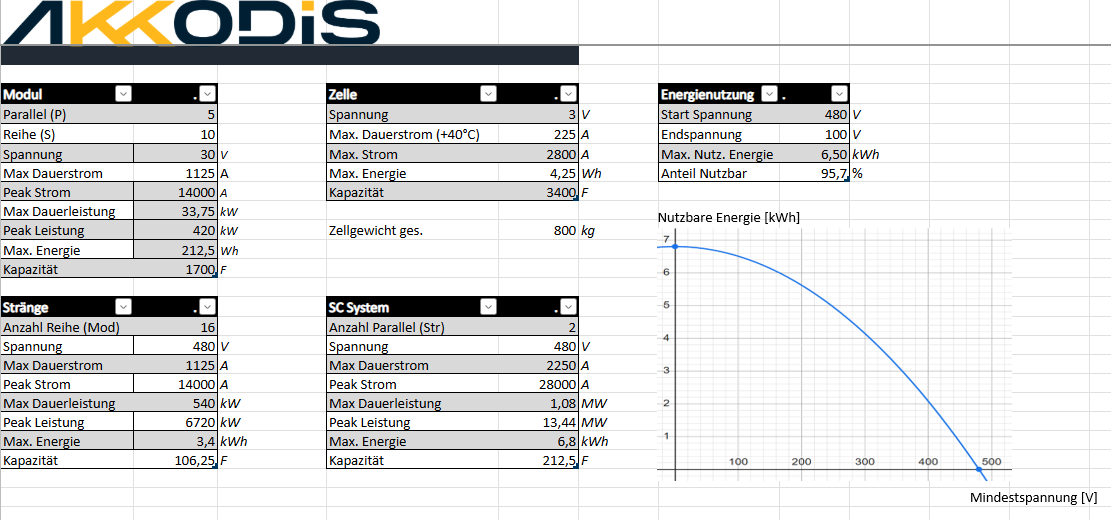 AKKODIS
Modul .
Parallel (P) 5
Reihe (S) 10
Spannung 30 V
Max Dauerstrom 1125 A
Peak Strom 14000 A
Max Dauerleistung 33,75 kW
Peak Leistung 420 kW
Max. Energie 212,5 Wh
Kapazität 1700 F
Zelle .
Spannung 3 V
Max. Dauerstrom (+40°C) 225 A
Max. Strom 2800 A
Max. Energie 4,25 Wh
Kapazität 3400 F
Zellgewicht ges. 800 kg
Energienutzung .
Start Spannung 480 V
Endspannung 100 V
Max. Nutz. Energie 6,50 kWh
Anteil Nutzbar 95,7 %
Stränge .
Anzahl Reihe (Mod) 16
Spannung 480 V
Max Dauerstrom 1125 A
Peak Strom 14000 A
Max Dauerleistung 540 kW
Peak Leistung 6720 kW
Max. Energie 3,4 kWh
Kapazität 106,25 F
SC System .
Anzahl Parallel (Str) 2
Spannung 480 V
Max Dauerstrom 2250 A
Peak Strom 28000 A
Max Dauerleistung 1,08 MW
Peak Leistung 13,44 MW
Max. Energie 6,8 kWh
Kapazität 212,5 F
Nutzbare Energie [kWh]
7
6
5
4
3
2
1
100 200 300 400 500
Mindestspannung [V]